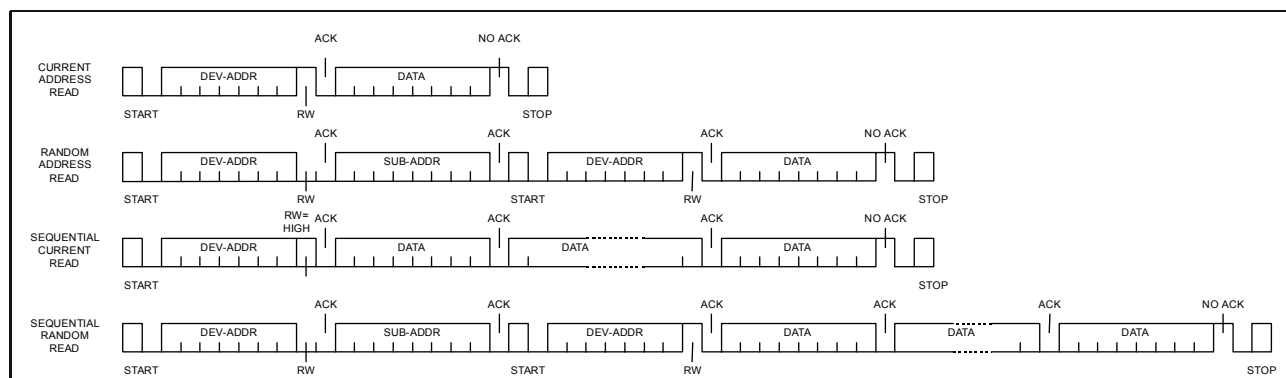 ACK NO ACK
CURRENT
ADDRESS
READ
DEV-ADDR DATA
START RW STOP
ACK ACK ACK NO ACK
RANDOM
ADDRESS
READ
DEV-ADDR SUB-ADDR DEV-ADDR DATA
START RW START RW STOP
RW=
HIGH
ACK ACK ACK NO ACK
SEQUENTIAL
CURRENT
READ
DEV-ADDR DATA DATA DATA
START STOP
ACK ACK ACK ACK ACK NO ACK
SEQUENTIAL
RANDOM
READ
DEV-ADDR SUB-ADDR DEV-ADDR DATA DATA DATA
START RW START RW STOP